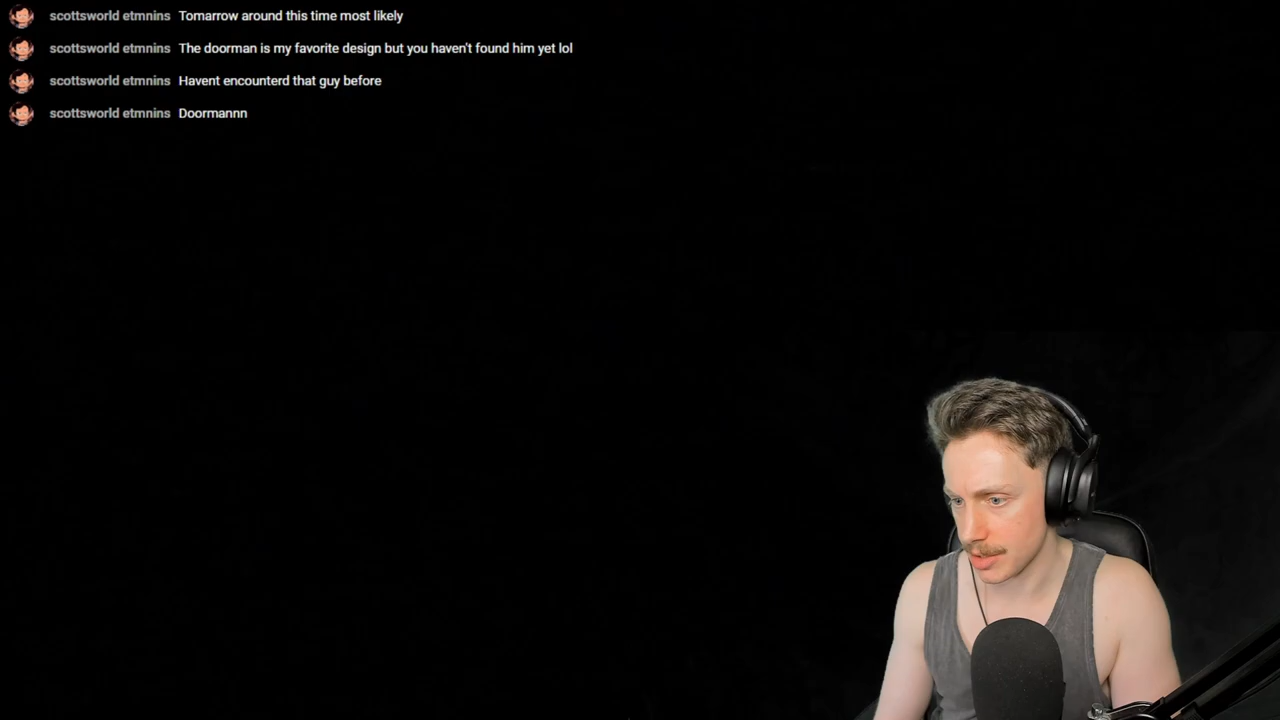 scottsworld etmnins Tomarrow around this time most likely
scottsworld etmnins The doorman is my favorite design but you haven't found him yet lol
scottsworld etmnins Havent encounterd that guy before
scottsworld etmnins Doormannn